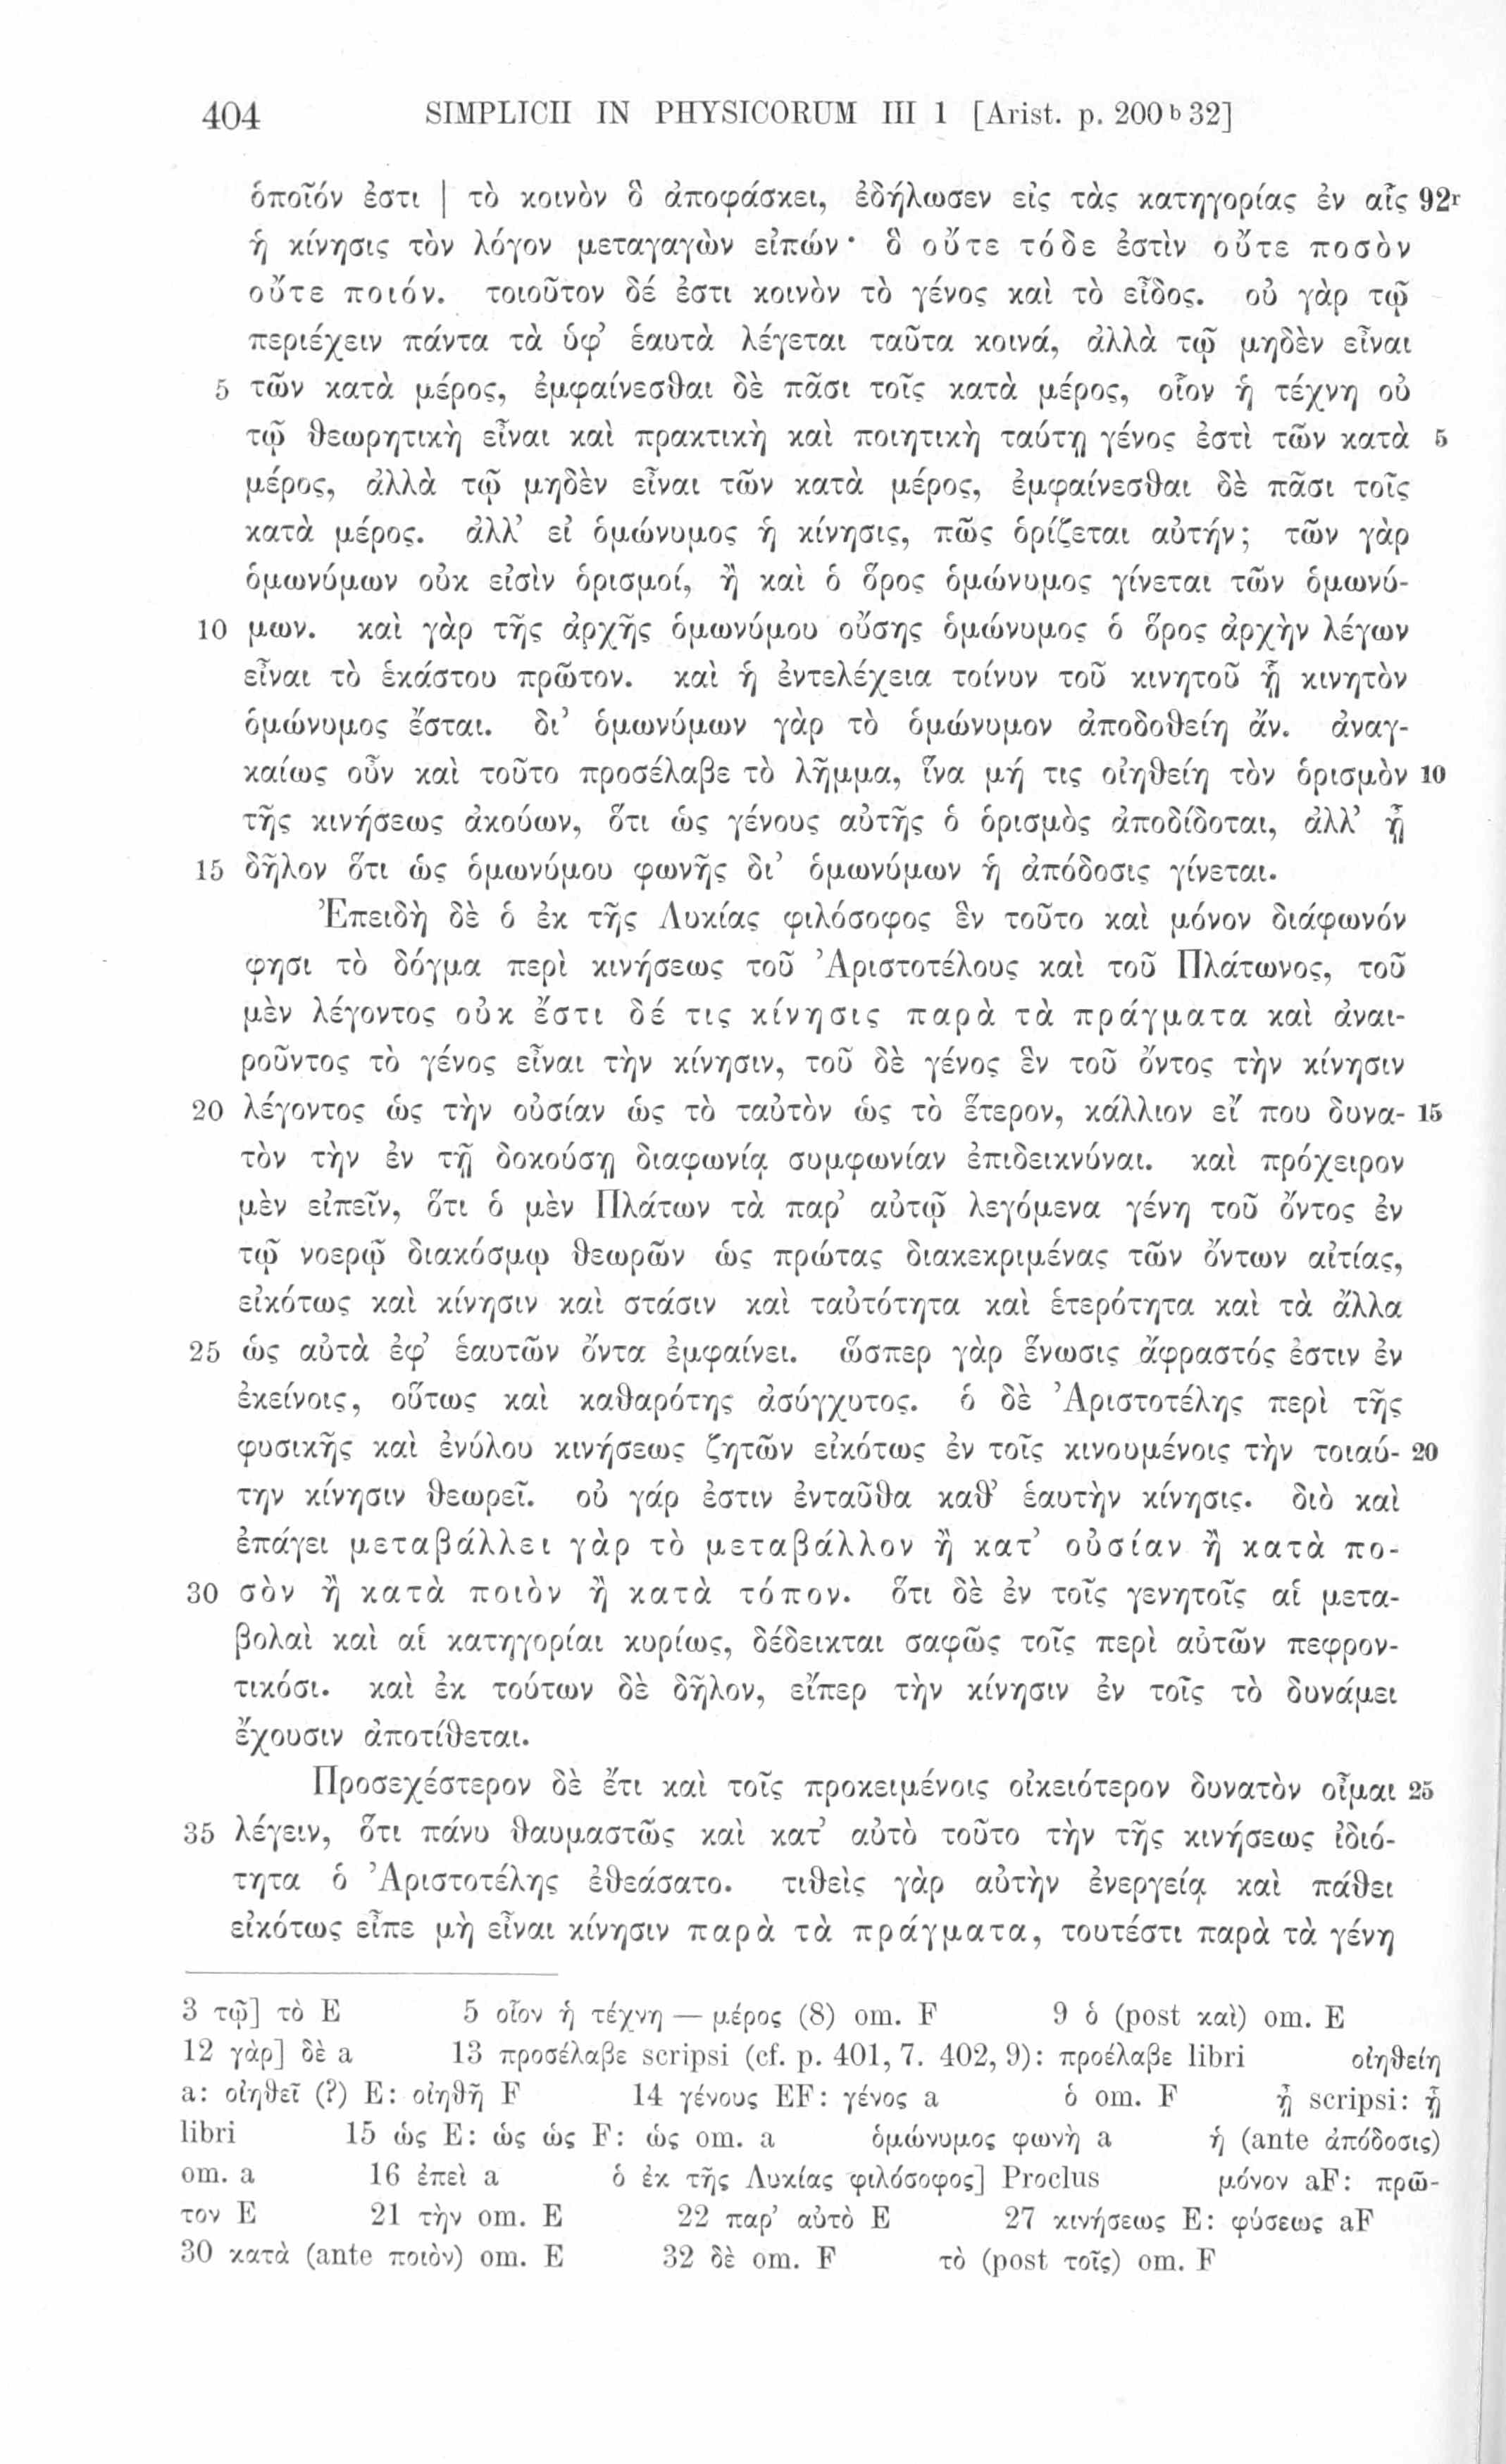 404 SIMPLICII IN PHYSICORUM III 1 [Arist. p. 200 b 32]
ὁποῖόν ἐστι | τὸ κοινὸν ὃ ἀποφάσκει, ἐδήλωσεν εἰς τὰς κατηγορίας ἐν αἷς 92r
ἡ κίνησις τὸν λόγον μεταγαγὼν εἰπών· ὃ οὔτε τόδε ἐστὶν οὔτε ποσὸν
οὔτε ποιόν. τοιοῦτον δέ ἐστι κοινὸν τὸ γένος καὶ τὸ εἶδος. οὐ γὰρ τῷ
περιέχειν πάντα τὰ ὑφ’ ἑαυτὰ λέγεται ταῦτα κοινά, ἀλλὰ τῷ μηδὲν εἶναι
5 τῶν κατὰ μέρος, ἐμφαίνεσθαι δὲ πᾶσι τοῖς κατὰ μέρος, οἷον ἡ τέχνη οὐ
τῷ θεωρητικὴ εἶναι καὶ πρακτικὴ καὶ ποιητικὴ ταύτῃ γένος ἐστὶ τῶν κατὰ 5
μέρος, ἀλλὰ τῷ μηδὲν εἶναι τῶν κατὰ μέρος, ἐμφαίνεσθαι δὲ πᾶσι τοῖς
κατὰ μέρος. ἀλλ’ εἰ ὁμώνυμος ἡ κίνησις, πῶς ὁρίζεται αὐτήν; τῶν γὰρ
ὁμωνύμων οὐκ εἰσὶν ὁρισμοί, ἢ καὶ ὁ ὅρος ὁμώνυμος γίνεται τῶν ὁμωνύ-
10 μων. καὶ γὰρ τῆς ἀρχῆς ὁμωνύμου οὔσης ὁμώνυμος ὁ ὅρος ἀρχὴν λέγων
εἶναι τὸ ἑκάστου πρῶτον. καὶ ἡ ἐντελέχεια τοίνυν τοῦ κινητοῦ ᾗ κινητὸν
ὁμώνυμος ἔσται. δι’ ὁμωνύμων γὰρ τὸ ὁμώνυμον ἀποδοθείη ἄν. ἀναγ-
καίως οὖν καὶ τοῦτο προσέλαβε τὸ λῆμμα, ἵνα μή τις οἰηθείη τὸν ὁρισμὸν 10
τῆς κινήσεως ἀκούων, ὅτι ὡς γένους αὐτῆς ὁ ὁρισμὸς ἀποδίδοται, ἀλλ’ ᾖ
15 δῆλον ὅτι ὡς ὁμωνύμου φωνῆς δι’ ὁμωνύμων ἡ ἀπόδοσις γίνεται.
Ἐπειδὴ δὲ ὁ ἐκ τῆς Λυκίας φιλόσοφος ἓν τοῦτο καὶ μόνον διάφωνόν
φησι τὸ δόγμα περὶ κινήσεως τοῦ Ἀριστοτέλους καὶ τοῦ Πλάτωνος, τοῦ
μὲν λέγοντος οὐκ ἔστι δέ τις κίνησις παρὰ τὰ πράγματα καὶ ἀναι-
ροῦντος τὸ γένος εἶναι τὴν κίνησιν, τοῦ δὲ γένος ἓν τοῦ ὄντος τὴν κίνησιν
20 λέγοντος ὡς τὴν οὐσίαν ὡς τὸ ταὐτὸν ὡς τὸ ἕτερον, κάλλιον εἴ που δυνα- 15
τὸν τὴν ἐν τῇ δοκούσῃ διαφωνίᾳ συμφωνίαν ἐπιδεικνύναι. καὶ πρόχειρον
μὲν εἰπεῖν, ὅτι ὁ μὲν Πλάτων τὰ παρ’ αὐτῷ λεγόμενα γένη τοῦ ὄντος ἐν
τῷ νοερῷ διακόσμῳ θεωρῶν ὡς πρώτας διακεκριμένας τῶν ὄντων αἰτίας,
εἰκότως καὶ κίνησιν καὶ στάσιν καὶ ταὐτότητα καὶ ἑτερότητα καὶ τὰ ἄλλα
25 ὡς αὐτὰ ἐφ’ ἑαυτῶν ὄντα ἐμφαίνει. ὥσπερ γὰρ ἕνωσις ἄφραστός ἐστιν ἐν
ἐκείνοις, οὕτως καὶ καθαρότης ἀσύγχυτος. ὁ δὲ Ἀριστοτέλης περὶ τῆς
φυσικῆς καὶ ἐνύλου κινήσεως ζητῶν εἰκότως ἐν τοῖς κινουμένοις τὴν τοιαύ- 20
την κίνησιν θεωρεῖ. οὐ γάρ ἐστιν ἐνταῦθα καθ’ ἑαυτὴν κίνησις. διὸ καὶ
ἐπάγει μεταβάλλει γὰρ τὸ μεταβάλλον ἢ κατ’ οὐσίαν ἢ κατὰ πο-
30 σὸν ἢ κατὰ ποιὸν ἢ κατὰ τόπον. ὅτι δὲ ἐν τοῖς γενητοῖς αἱ μετα-
βολαὶ καὶ αἱ κατηγορίαι κυρίως, δέδεικται σαφῶς τοῖς περὶ αὐτῶν πεφρον-
τικόσι. καὶ ἐκ τούτων δὲ δῆλον, εἴπερ τὴν κίνησιν ἐν τοῖς τὸ δυνάμει
ἔχουσιν ἀποτίθεται.
Προσεχέστερον δὲ ἔτι καὶ τοῖς προκειμένοις οἰκειότερον δυνατὸν οἶμαι 25
35 λέγειν, ὅτι πάνυ θαυμαστῶς καὶ κατ’ αὐτὸ τοῦτο τὴν τῆς κινήσεως ἰδιό-
τητα ὁ Ἀριστοτέλης ἐθεάσατο. τιθεὶς γὰρ αὐτὴν ἐνεργείᾳ καὶ πάθει
εἰκότως εἶπε μὴ εἶναι κίνησιν παρὰ τὰ πράγματα, τουτέστι παρὰ τὰ γένη
3 τῷ] τὸ E 5 οἷον ἡ τέχνη — μέρος (8) om. F 9 ὁ (post καὶ) om. E
12 γὰρ] δὲ a 13 προσέλαβε scripsi (cf. p. 401, 7. 402, 9): προέλαβε libri οἰηθείη
a: οἰηθεῖ (?) E: οἰηθῇ F 14 γένους EF: γένος a ὁ om. F ᾖ scripsi: ᾗ
libri 15 ὡς E: ὡς ὡς F: ὡς om. a ὁμώνυμος φωνὴ a ἡ (ante ἀπόδοσις)
om. a 16 ἐπεὶ a ὁ ἐκ τῆς Λυκίας φιλόσοφος] Proclus μόνον aF: πρῶ-
τον E 21 τὴν om. E 22 παρ’ αὐτὸ E 27 κινήσεως E: φύσεως aF
30 κατὰ (ante ποιὸν) om. E 32 δὲ om. F τὸ (post τοῖς) om. F